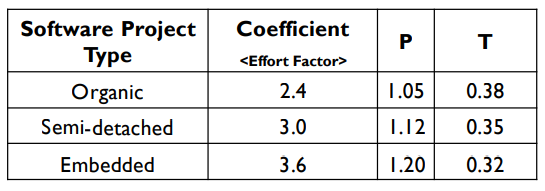 Software Project Type Coefficient <Effort Factor> P T
Organic 2.4 1.05 0.38
Semi-detached 3.0 1.12 0.35
Embedded 3.6 1.20 0.32